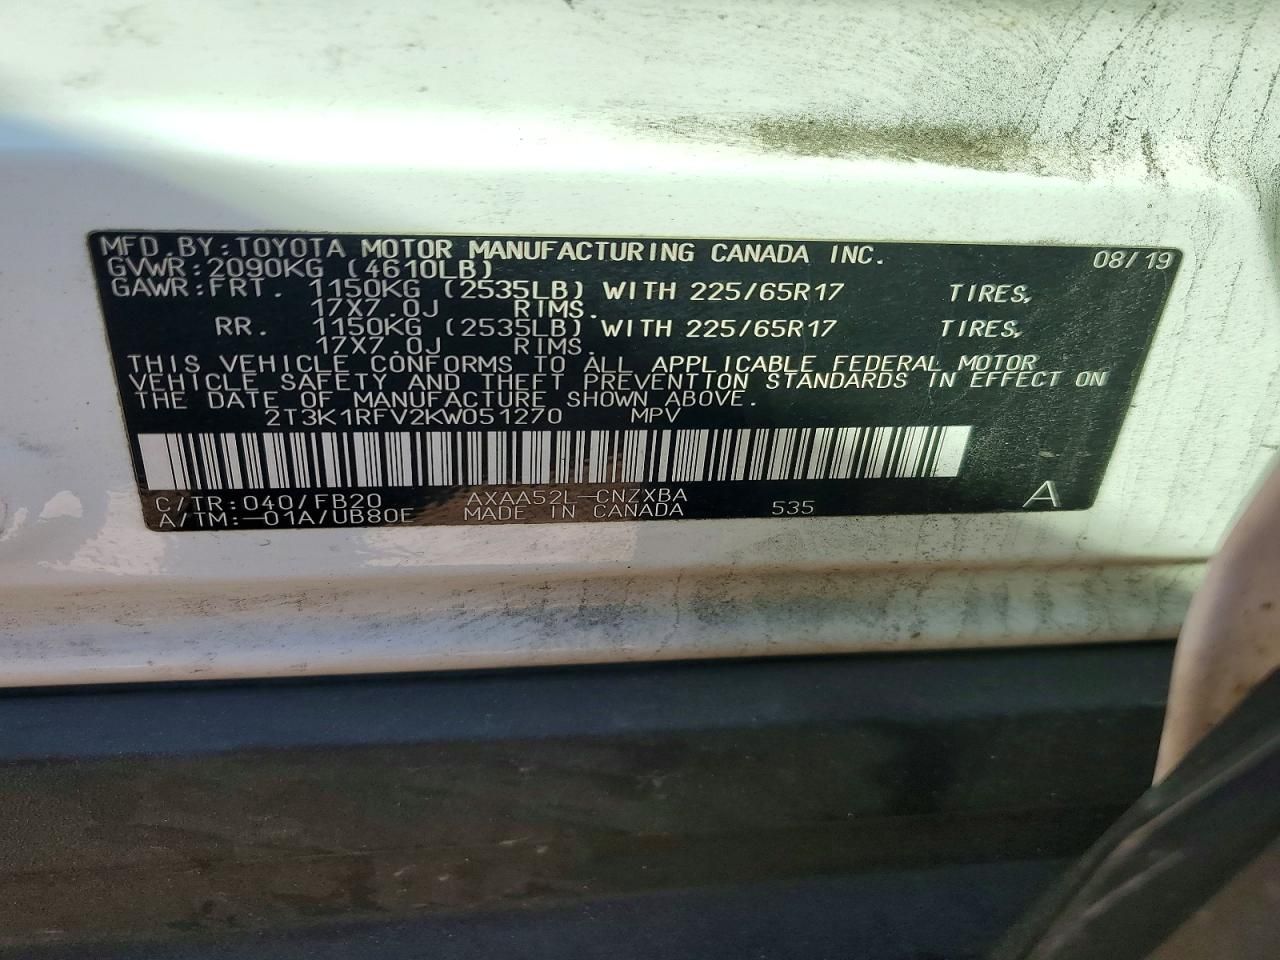 MFD.BY:TOYOTA MOTOR MANUFACTURING CANADA INC. 08/19
GVWR:2090KG (4610LB)
GAWR:FRT. 1150KG (2535LB) WITH 225/65R17 TIRES,
17X7.0J RIMS.
RR. 1150KG (2535LB) WITH 225/65R17 TIRES,
17X7.0J RIMS.
THIS VEHICLE CONFORMS TO ALL APPLICABLE FEDERAL MOTOR
VEHICLE SAFETY AND THEFT PREVENTION STANDARDS IN EFFECT ON
THE DATE OF MANUFACTURE SHOWN ABOVE.
2T3K1RFV2KW051270 MPV
C/TR:040/FB20 AXAA52L-CNZXBA 535 A
A/TM:-01A/UB80E MADE IN CANADA